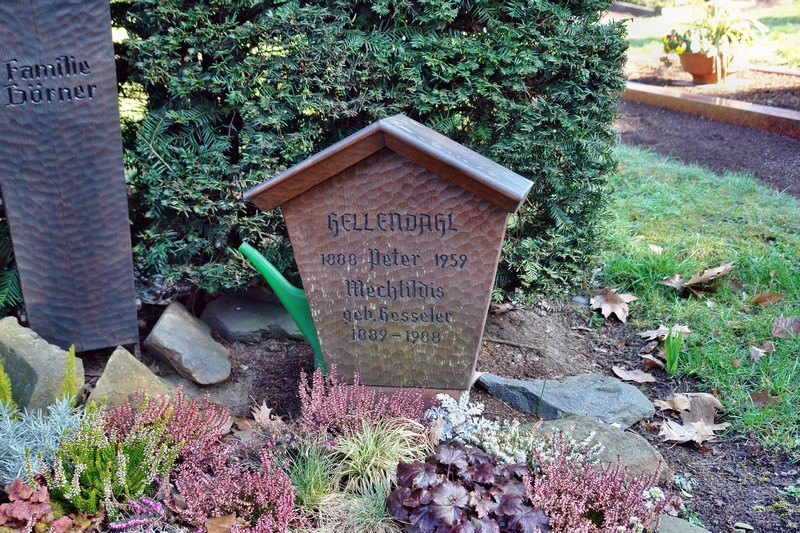 Familie
Dörner
HELLENDAHL
1888 Peter 1959
Mechtildis
geb. Hesseler
1889-1988